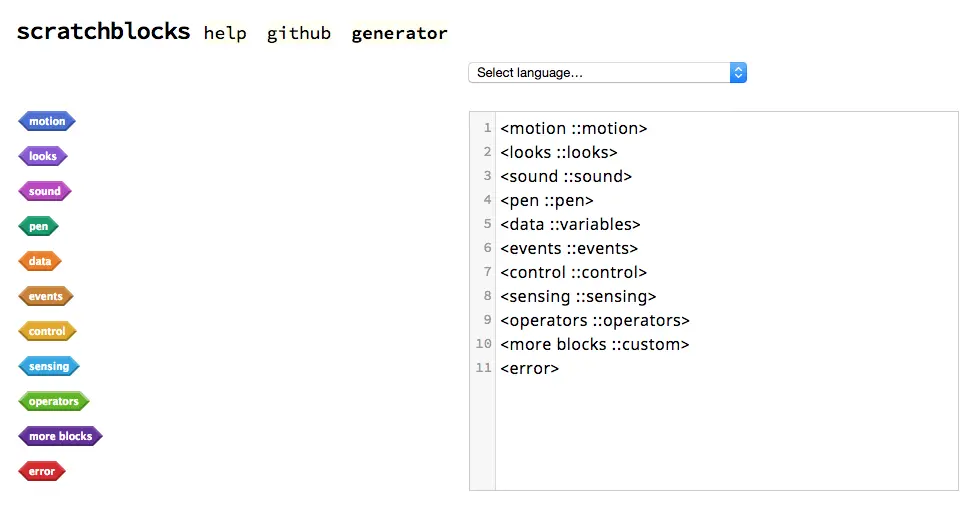 scratchblocks help github generator
Select language...
motion
looks
sound
pen
data
events
control
sensing
operators
more blocks
error
1 <motion ::motion>
2 <looks ::looks>
3 <sound ::sound>
4 <pen ::pen>
5 <data ::variables>
6 <events ::events>
7 <control ::control>
8 <sensing ::sensing>
9 <operators ::operators>
10 <more blocks ::custom>
11 <error>